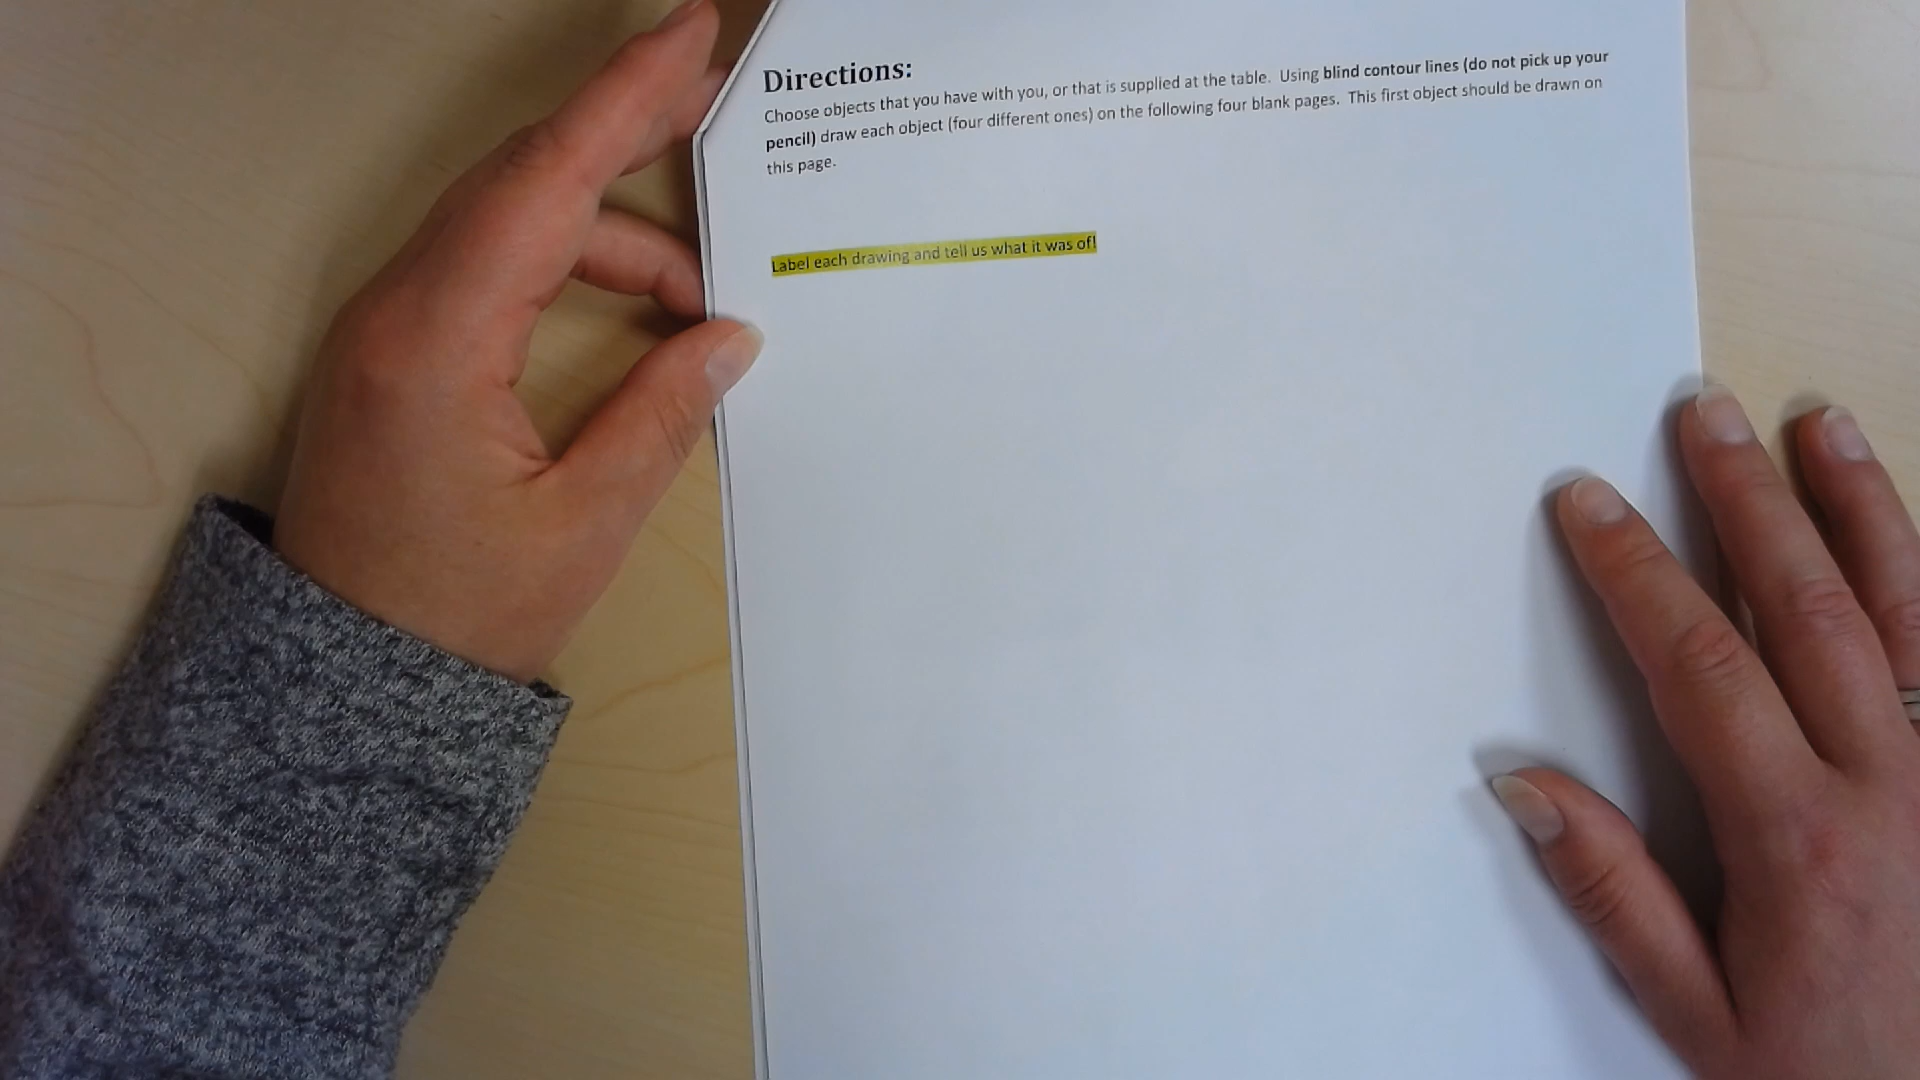 Directions:
Choose objects that you have with you, or that is supplied at the table. Using blind contour lines (do not pick up your
pencil) draw each object (four different ones) on the following four blank pages. This first object should be drawn on
this page.
Label each drawing and tell us what it was of!